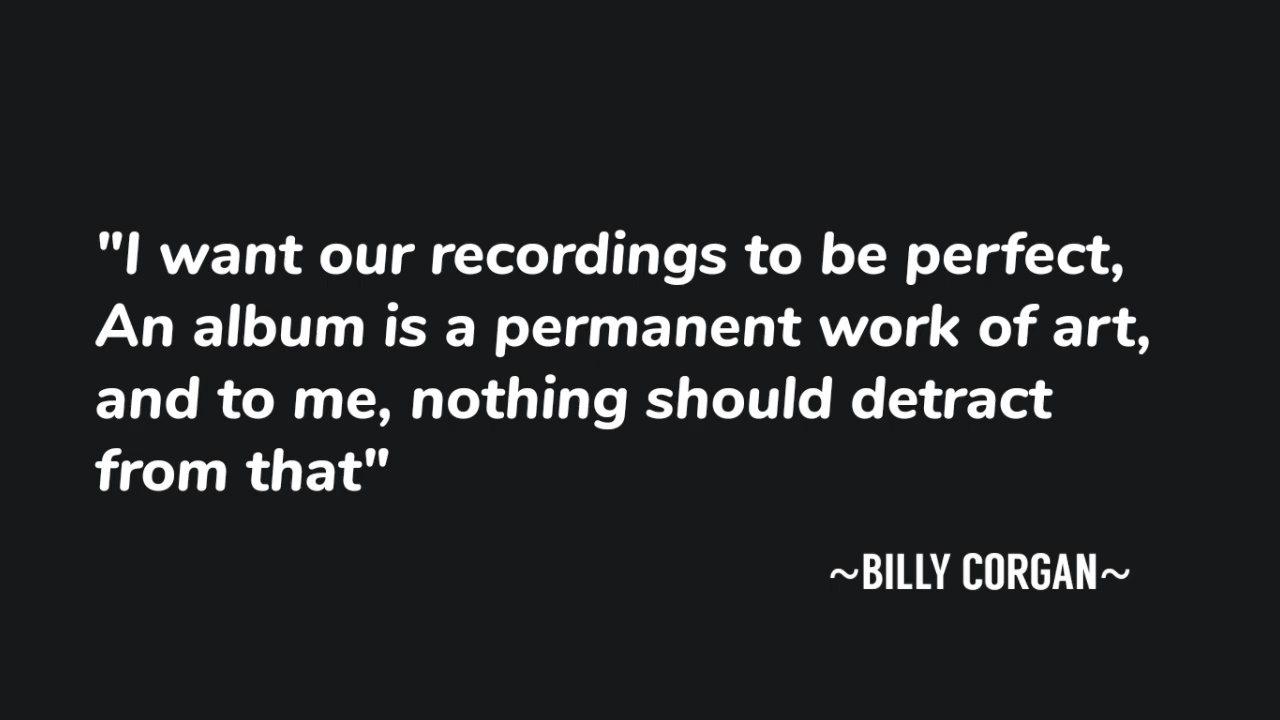 "I want our recordings to be perfect,
An album is a permanent work of art,
and to me, nothing should detract
from that"
~BILLY CORGAN~